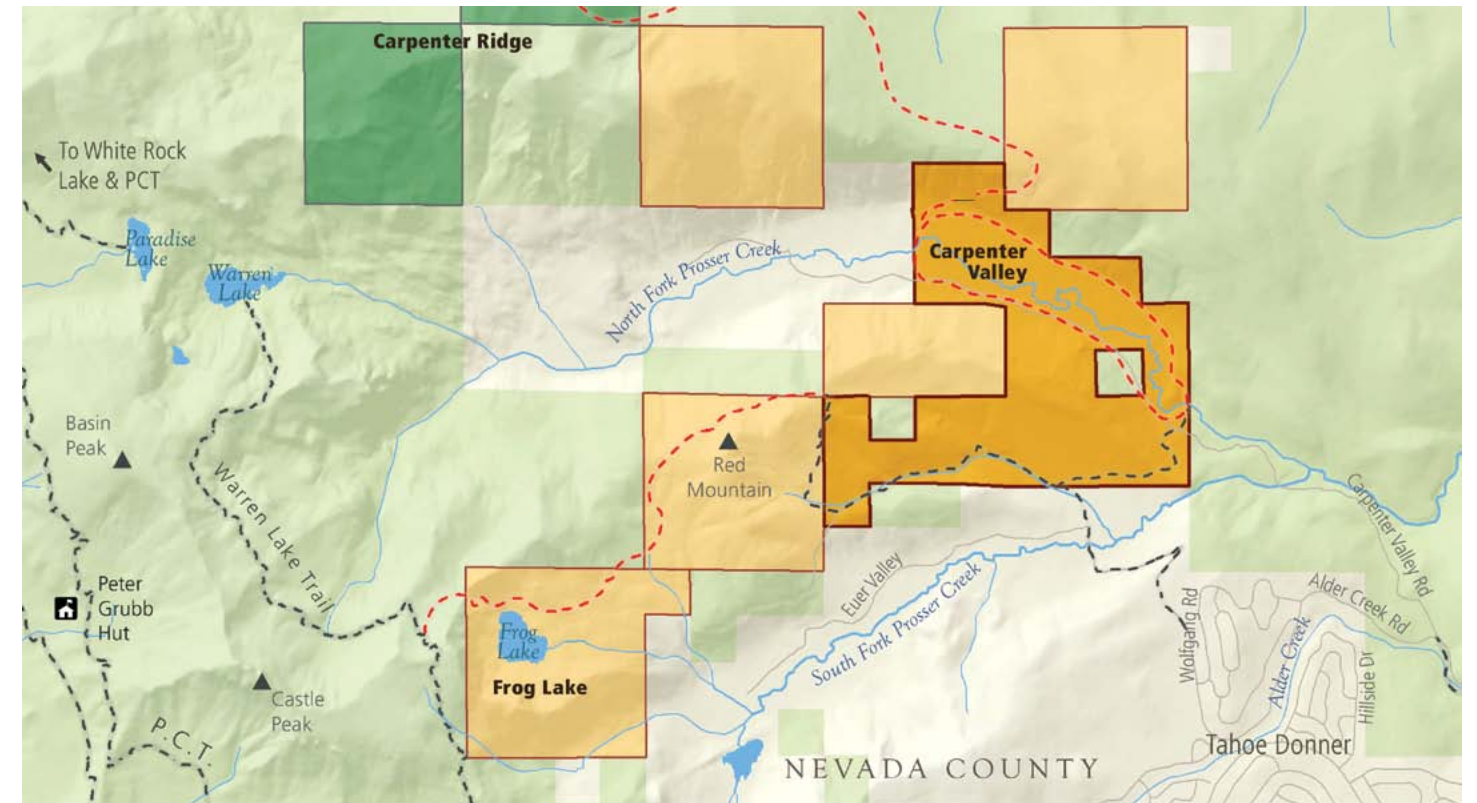 Carpenter Ridge
To White Rock
Lake & PCT
Paradise
Lake
Warren
Lake
North Fork Prosser Creek
Carpenter
Valley
Basin
Peak
Red
Mountain
Warren Lake Trail
Carpenter Valley Rd
Peter
Grubb
Hut
Euer Valley
Alder Creek Rd
Frog
Lake
South Fork Prosser Creek
Wolfgang Rd
Alder Creek
Hillside Dr
Frog Lake
Castle
Peak
P.C.T.
Tahoe Donner
NEVADA COUNTY